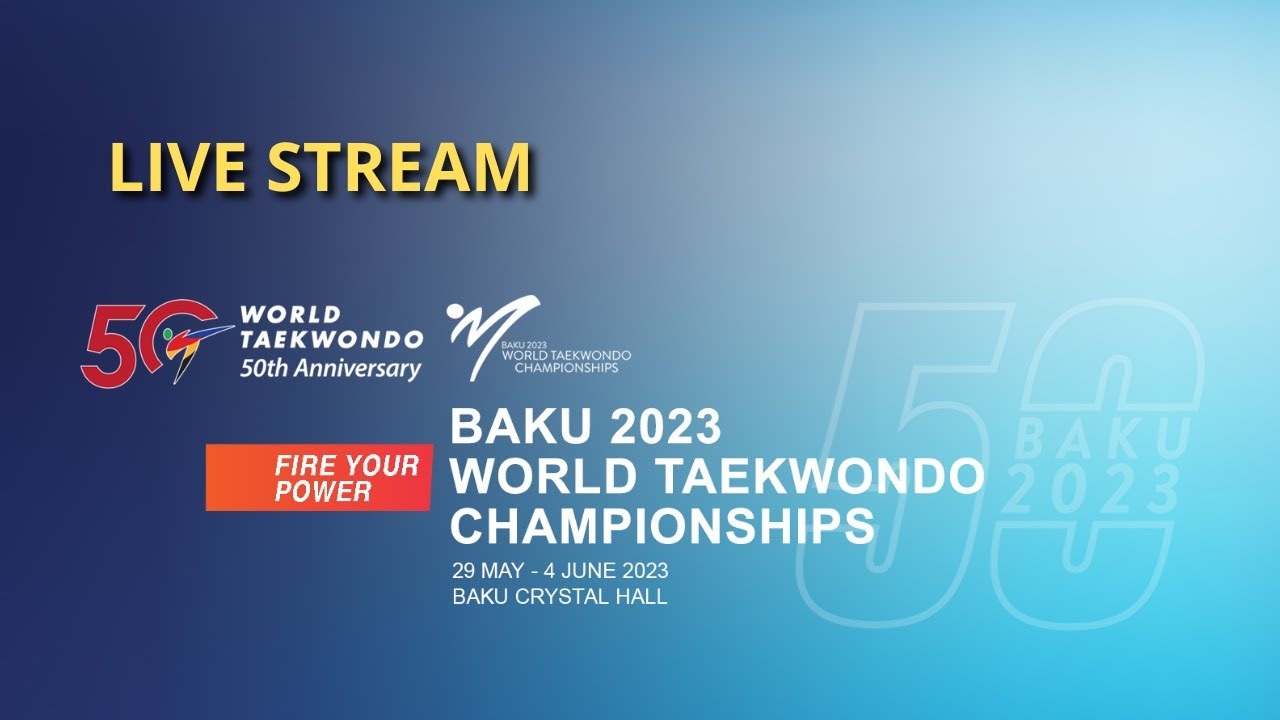 LIVE STREAM
50 WORLD
TAEKWONDO
50th Anniversary
BAKU 2023
WORLD TAEKWONDO
CHAMPIONSHIPS
FIRE YOUR
POWER
BAKU 2023
WORLD TAEKWONDO
CHAMPIONSHIPS
29 MAY - 4 JUNE 2023
BAKU CRYSTAL HALL
50
BAKU
2023